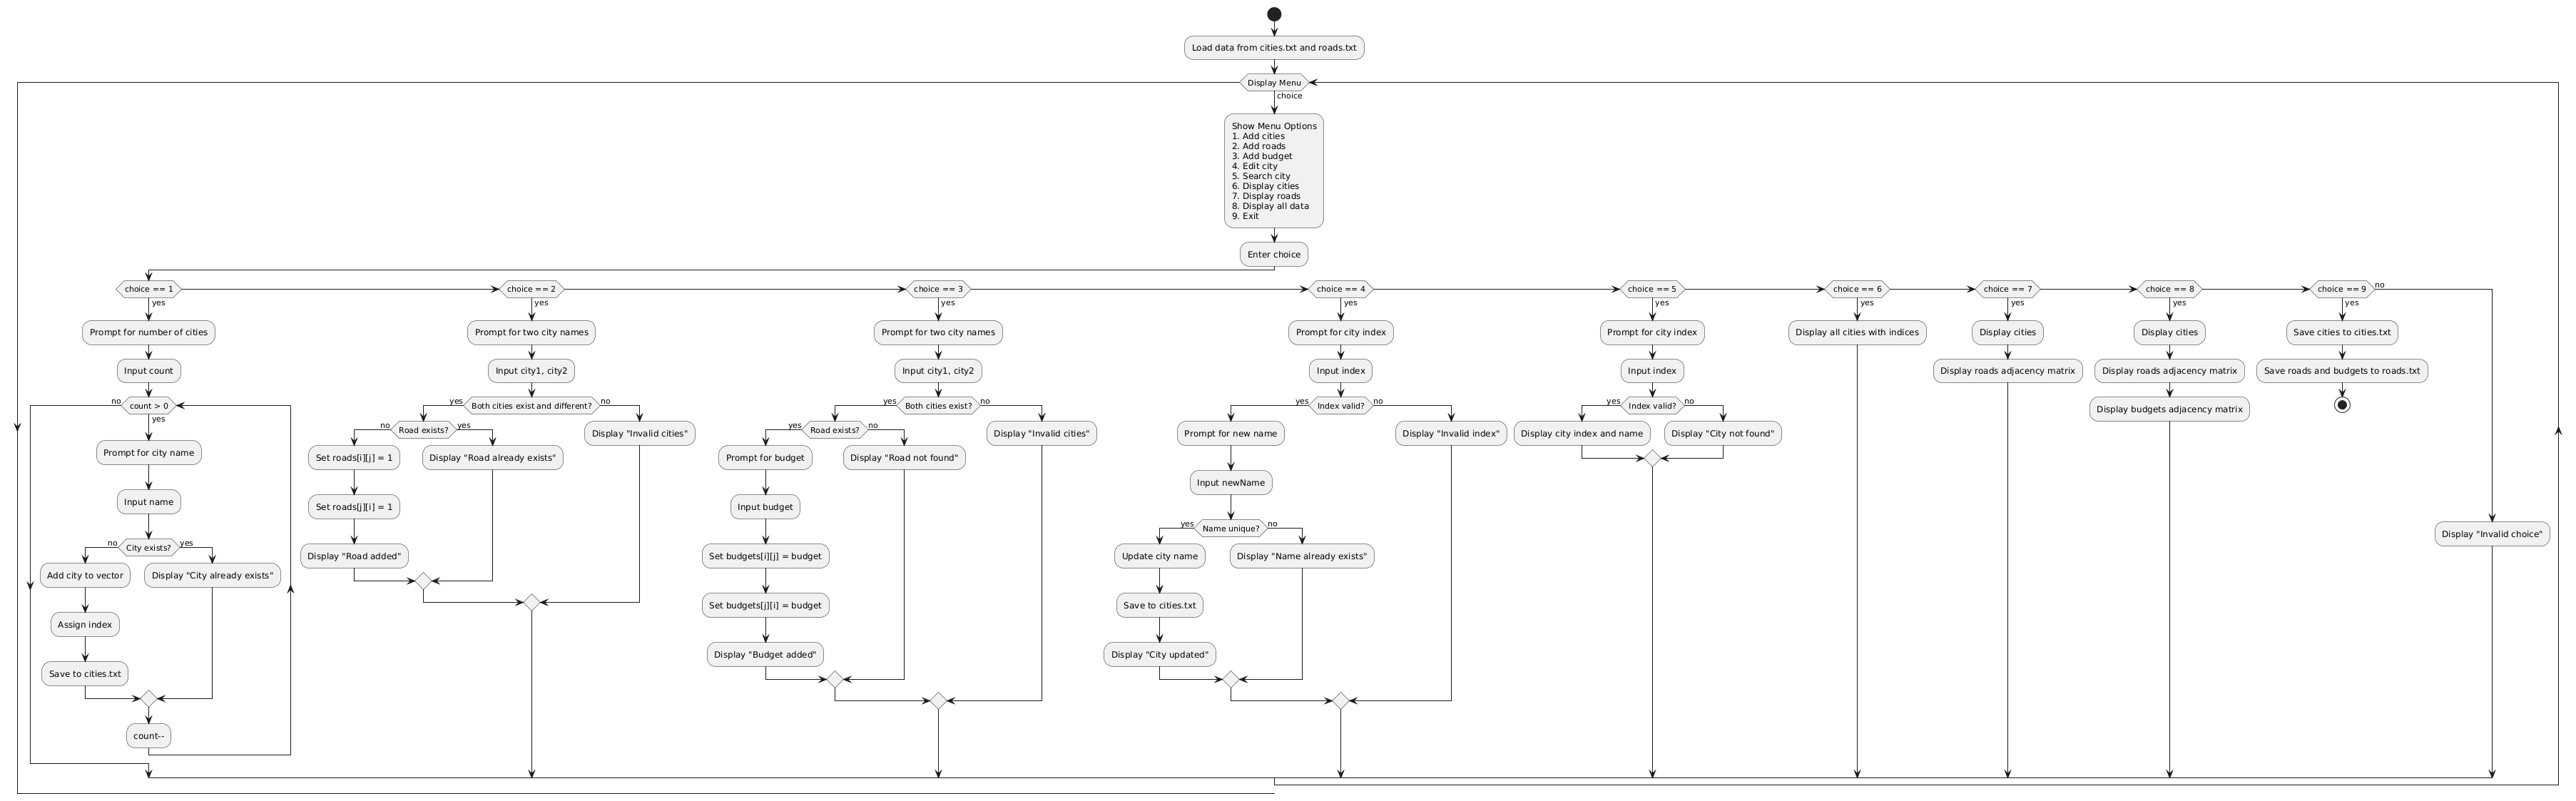 Load data from cities.txt and roads.txt
Display Menu
choice
Show Menu Options
1. Add cities
2. Add roads
3. Add budget
4. Edit city
5. Search city
6. Display cities
7. Display roads
8. Display all data
9. Exit
Enter choice
choice == 1
yes
Prompt for number of cities
Input count
count > 0
no
yes
Prompt for city name
Input name
City exists?
no
yes
Add city to vector
Assign index
Save to cities.txt
Display "City already exists"
count--
choice == 2
yes
Prompt for two city names
Input city1, city2
Both cities exist and different?
yes
no
Road exists?
no
yes
Set roads[i][j] = 1
Set roads[j][i] = 1
Display "Road added"
Display "Road already exists"
Display "Invalid cities"
choice == 3
yes
Prompt for two city names
Input city1, city2
Both cities exist?
yes
no
Road exists?
yes
no
Prompt for budget
Input budget
Set budgets[i][j] = budget
Set budgets[j][i] = budget
Display "Budget added"
Display "Road not found"
Display "Invalid cities"
choice == 4
yes
Prompt for city index
Input index
Index valid?
yes
no
Prompt for new name
Input newName
Name unique?
yes
no
Update city name
Save to cities.txt
Display "City updated"
Display "Name already exists"
Display "Invalid index"
choice == 5
yes
Prompt for city index
Input index
Index valid?
yes
no
Display city index and name
Display "City not found"
choice == 6
yes
Display all cities with indices
choice == 7
yes
Display cities
Display roads adjacency matrix
choice == 8
yes
Display cities
Display roads adjacency matrix
Display budgets adjacency matrix
choice == 9
yes
no
Save cities to cities.txt
Save roads and budgets to roads.txt
Display "Invalid choice"